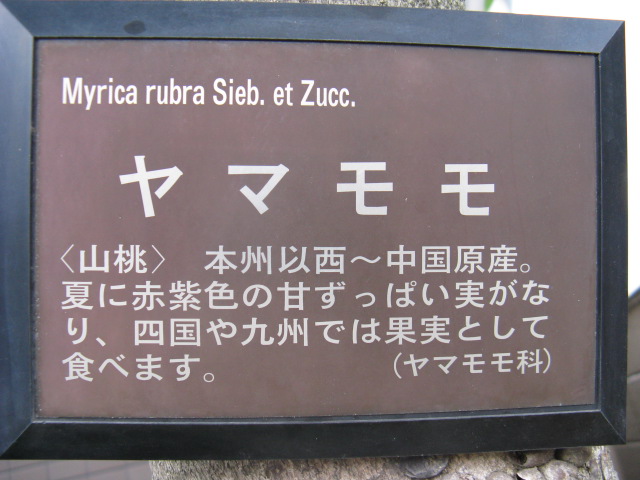 Myrica rubra Sieb. et Zucc.
ヤマモモ
〈山桃〉　本州以西～中国原産。
夏に赤紫色の甘ずっぱい実がな
り、四国や九州では果実として
食べます。　（ヤマモモ科）